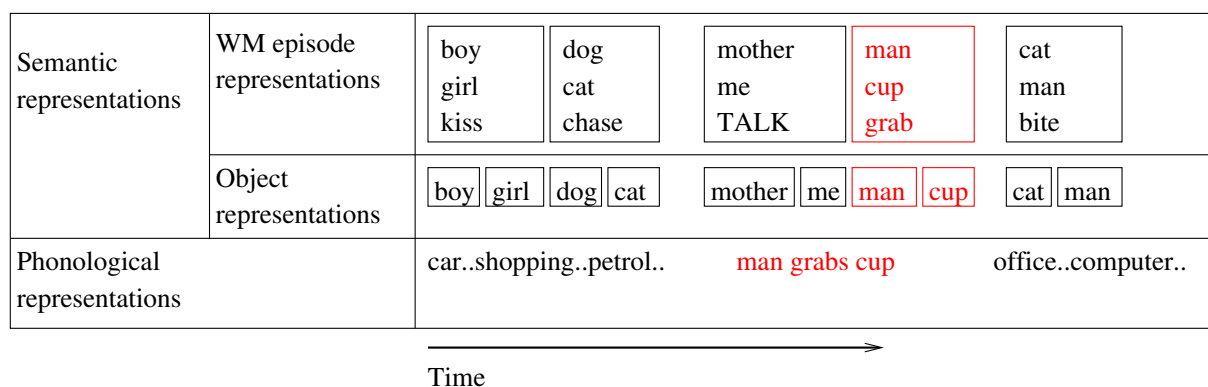 Semantic
representations
WM episode
representations
boy
girl
kiss
dog
cat
chase
mother
me
TALK
man
cup
grab
cat
man
bite
Object
representations
boy girl dog cat mother me man cup cat man
Phonological
representations
car..shopping..petrol.. man grabs cup office..computer..
Time